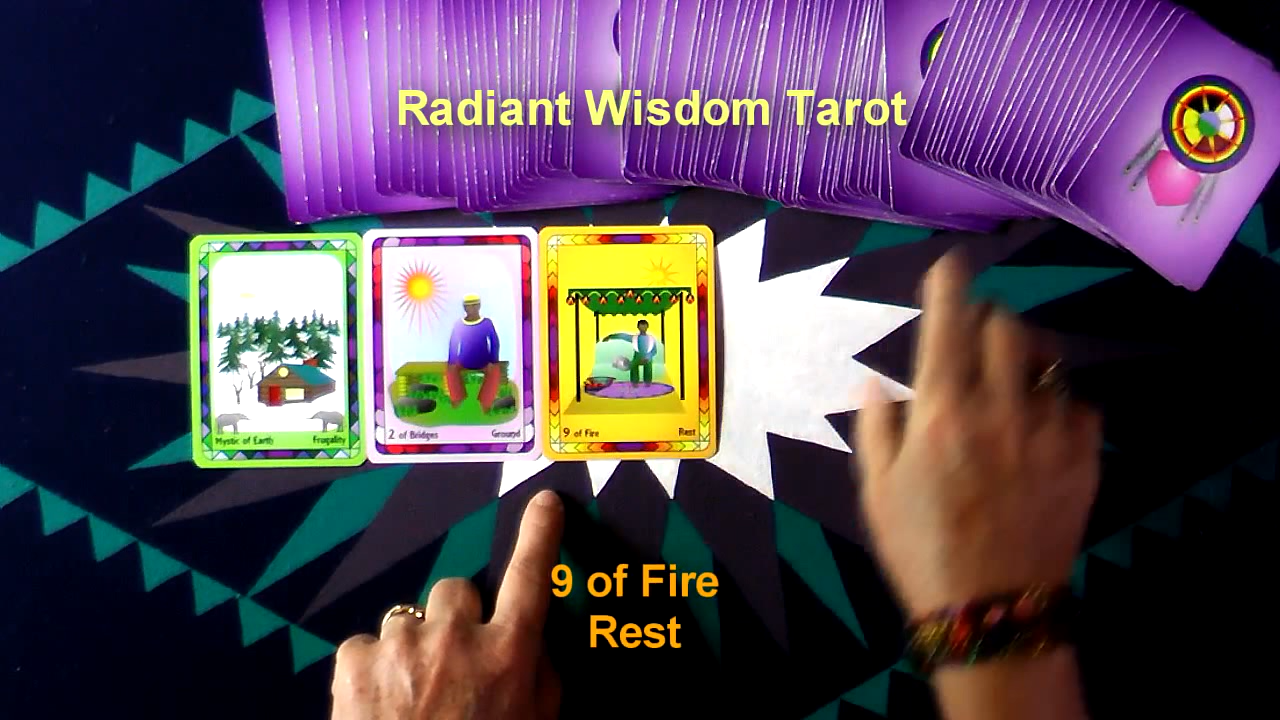 Radiant Wisdom Tarot
Mystic of Earth Frugality
2 of Bridges Ground
9 of Fire Rest
9 of Fire
Rest